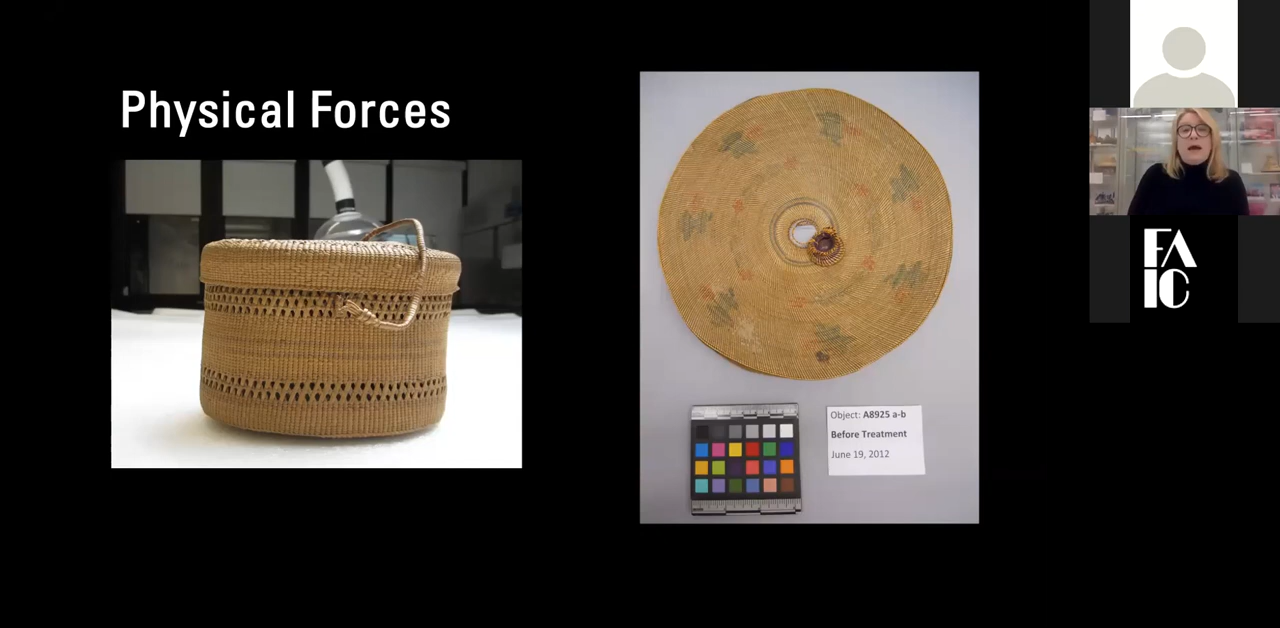 Physical Forces
Object: A8925 a-b
Before Treatment
June 19, 2012
FA
IC